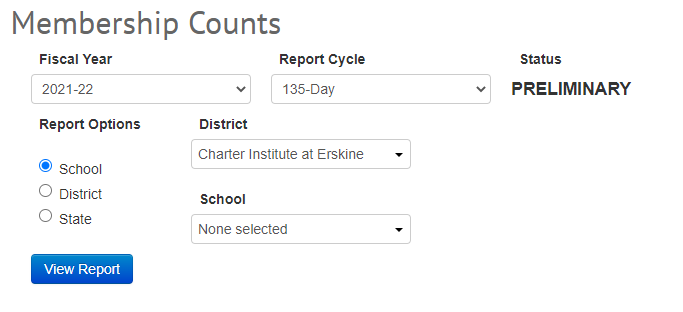 Membership Counts
Fiscal Year Report Cycle Status
2021-22 135-Day PRELIMINARY
Report Options District
Charter Institute at Erskine
School
District
School
State
None selected
View Report